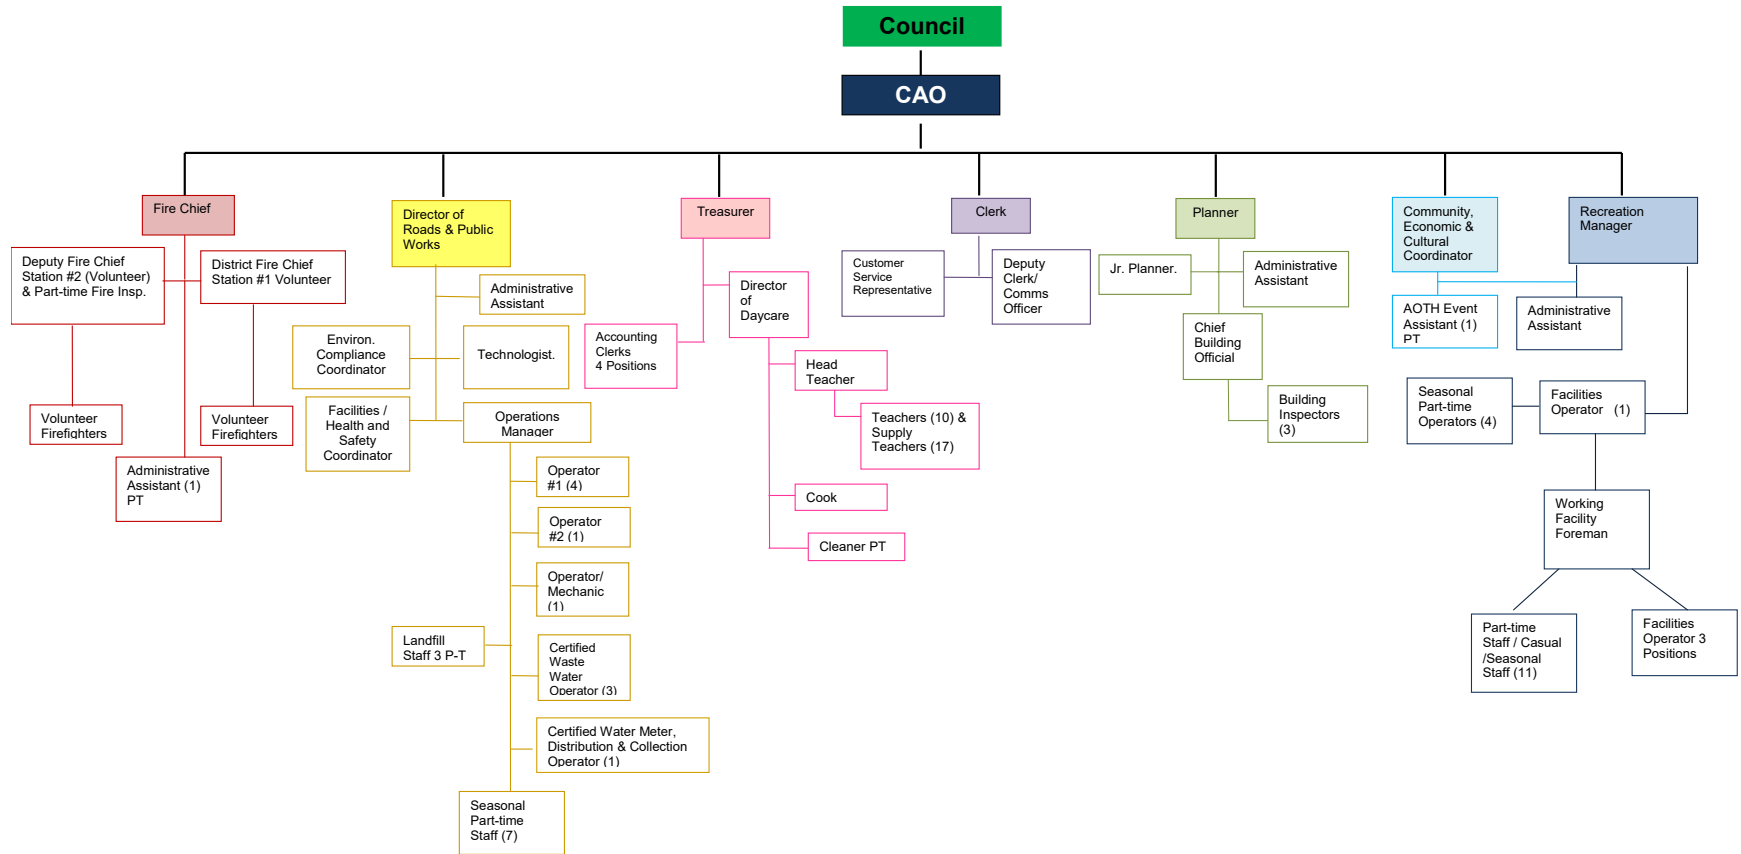 Council
CAO
Fire Chief
Director of
Roads & Public
Works
Treasurer
Clerk
Planner
Community,
Economic &
Cultural
Coordinator
Recreation
Manager
Deputy Fire Chief
Station #2 (Volunteer)
& Part-time Fire Insp.
District Fire Chief
Station #1 Volunteer
Volunteer
Firefighters
Volunteer
Firefighters
Administrative
Assistant (1)
PT
Administrative
Assistant
Environ.
Compliance
Coordinator
Technologist.
Facilities /
Health and
Safety
Coordinator
Operations
Manager
Operator
#1 (4)
Operator
#2 (1)
Operator/
Mechanic
(1)
Landfill
Staff 3 P-T
Certified
Waste
Water
Operator (3)
Certified Water Meter,
Distribution & Collection
Operator (1)
Seasonal
Part-time
Staff (7)
Director
of
Daycare
Accounting
Clerks
4 Positions
Head
Teacher
Teachers (10) &
Supply
Teachers (17)
Cook
Cleaner PT
Customer
Service
Representative
Deputy
Clerk/
Comms
Officer
Jr. Planner.
Administrative
Assistant
Chief
Building
Official
Building
Inspectors
(3)
AOTH Event
Assistant (1)
PT
Administrative
Assistant
Seasonal
Part-time
Operators (4)
Facilities
Operator (1)
Working
Facility
Foreman
Part-time
Staff / Casual
/Seasonal
Staff (11)
Facilities
Operator 3
Positions